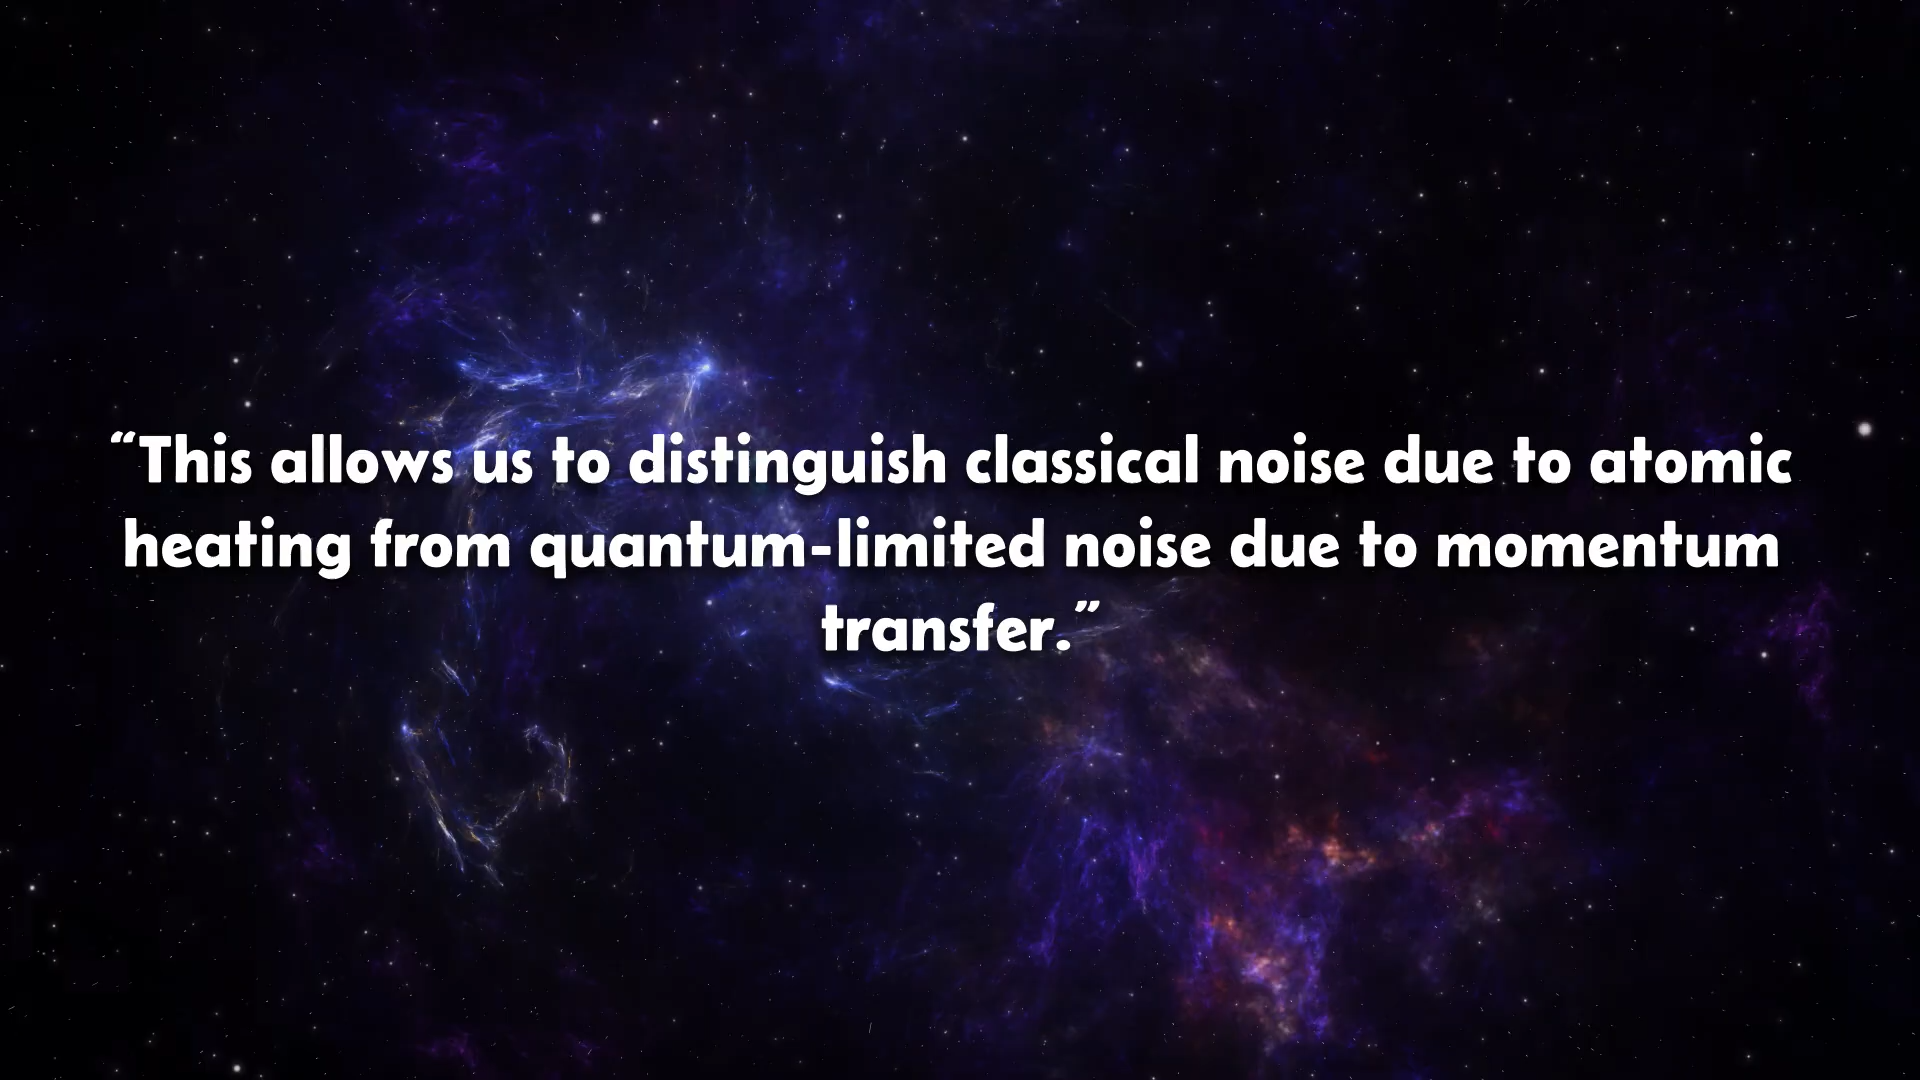 “This allows us to distinguish classical noise due to atomic
heating from quantum-limited noise due to momentum
transfer.”